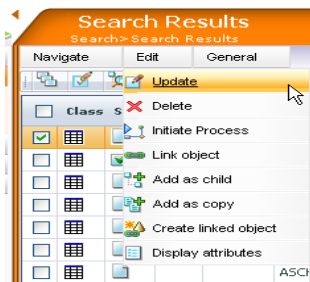 Search Results
Search>Search Results
Navigate Edit General
Update
Class S
Delete
Initiate Process
Link object
Add as child
Add as copy
Create linked object
Display attributes
ASCH